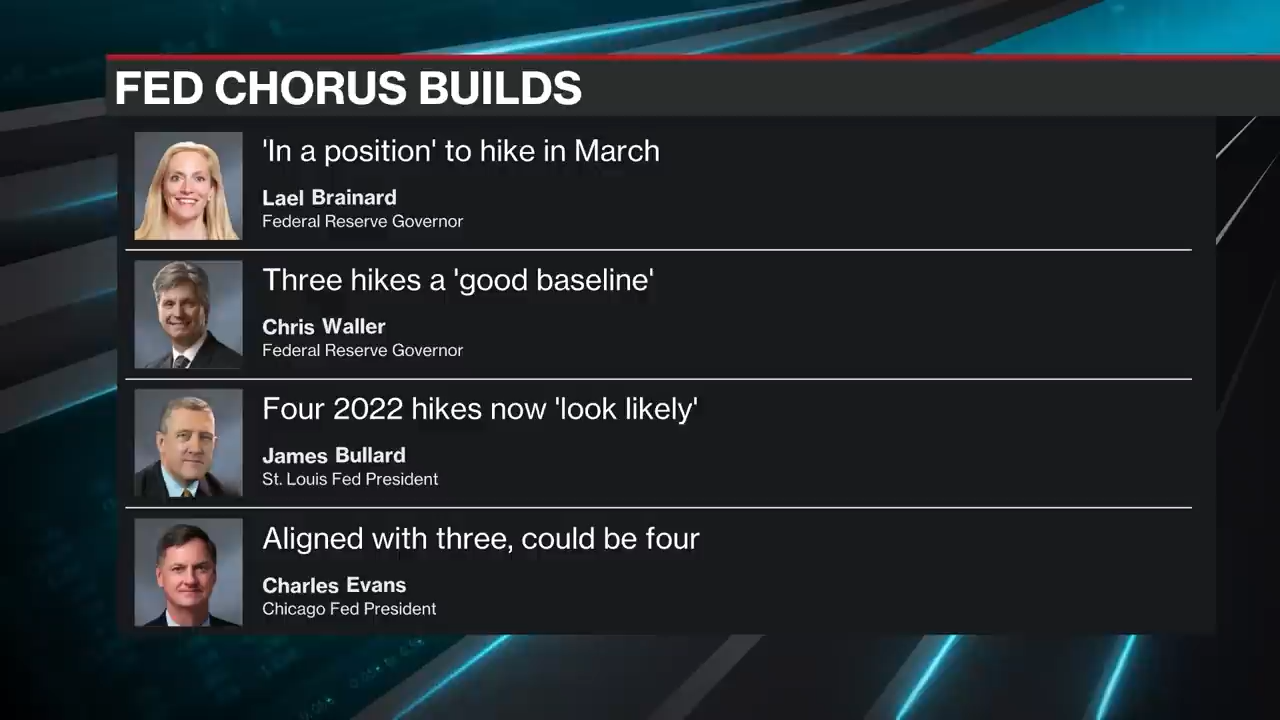 FED CHORUS BUILDS
'In a position' to hike in March
Lael Brainard
Federal Reserve Governor
Three hikes a 'good baseline'
Chris Waller
Federal Reserve Governor
Four 2022 hikes now 'look likely'
James Bullard
St. Louis Fed President
Aligned with three, could be four
Charles Evans
Chicago Fed President